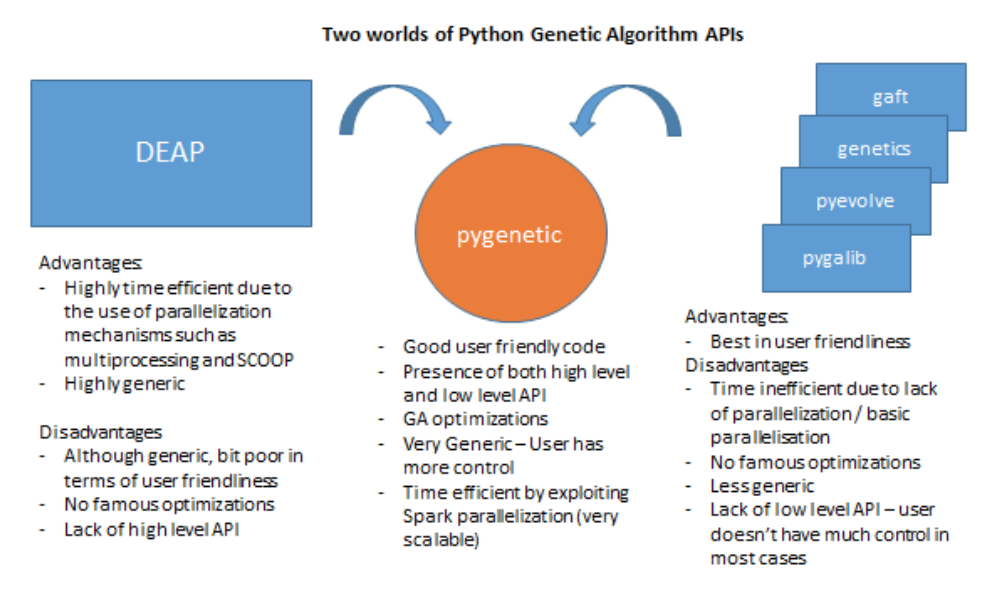 Two worlds of Python Genetic Algorithm APIs
DEAP
Advantages:
- Highly time efficient due to
the use of parallelization
mechanisms such as
multiprocessing and SCOOP
- Highly generic
Disadvantages
- Although generic, bit poor in
terms of user friendliness
- No famous optimizations
- Lack of high level API
pygenetic
- Good user friendly code
- Presence of both high level
and low level API
- GA optimizations
- Very Generic – User has
more control
- Time efficient by exploiting
Spark parallelization (very
scalable)
gaft
genetics
pyevolve
pygalib
Advantages:
- Best in user friendliness
Disadvantages
- Time inefficient due to lack
of parallelization / basic
parallelisation
- No famous optimizations
- Less generic
- Lack of low level API – user
doesn’t have much control in
most cases